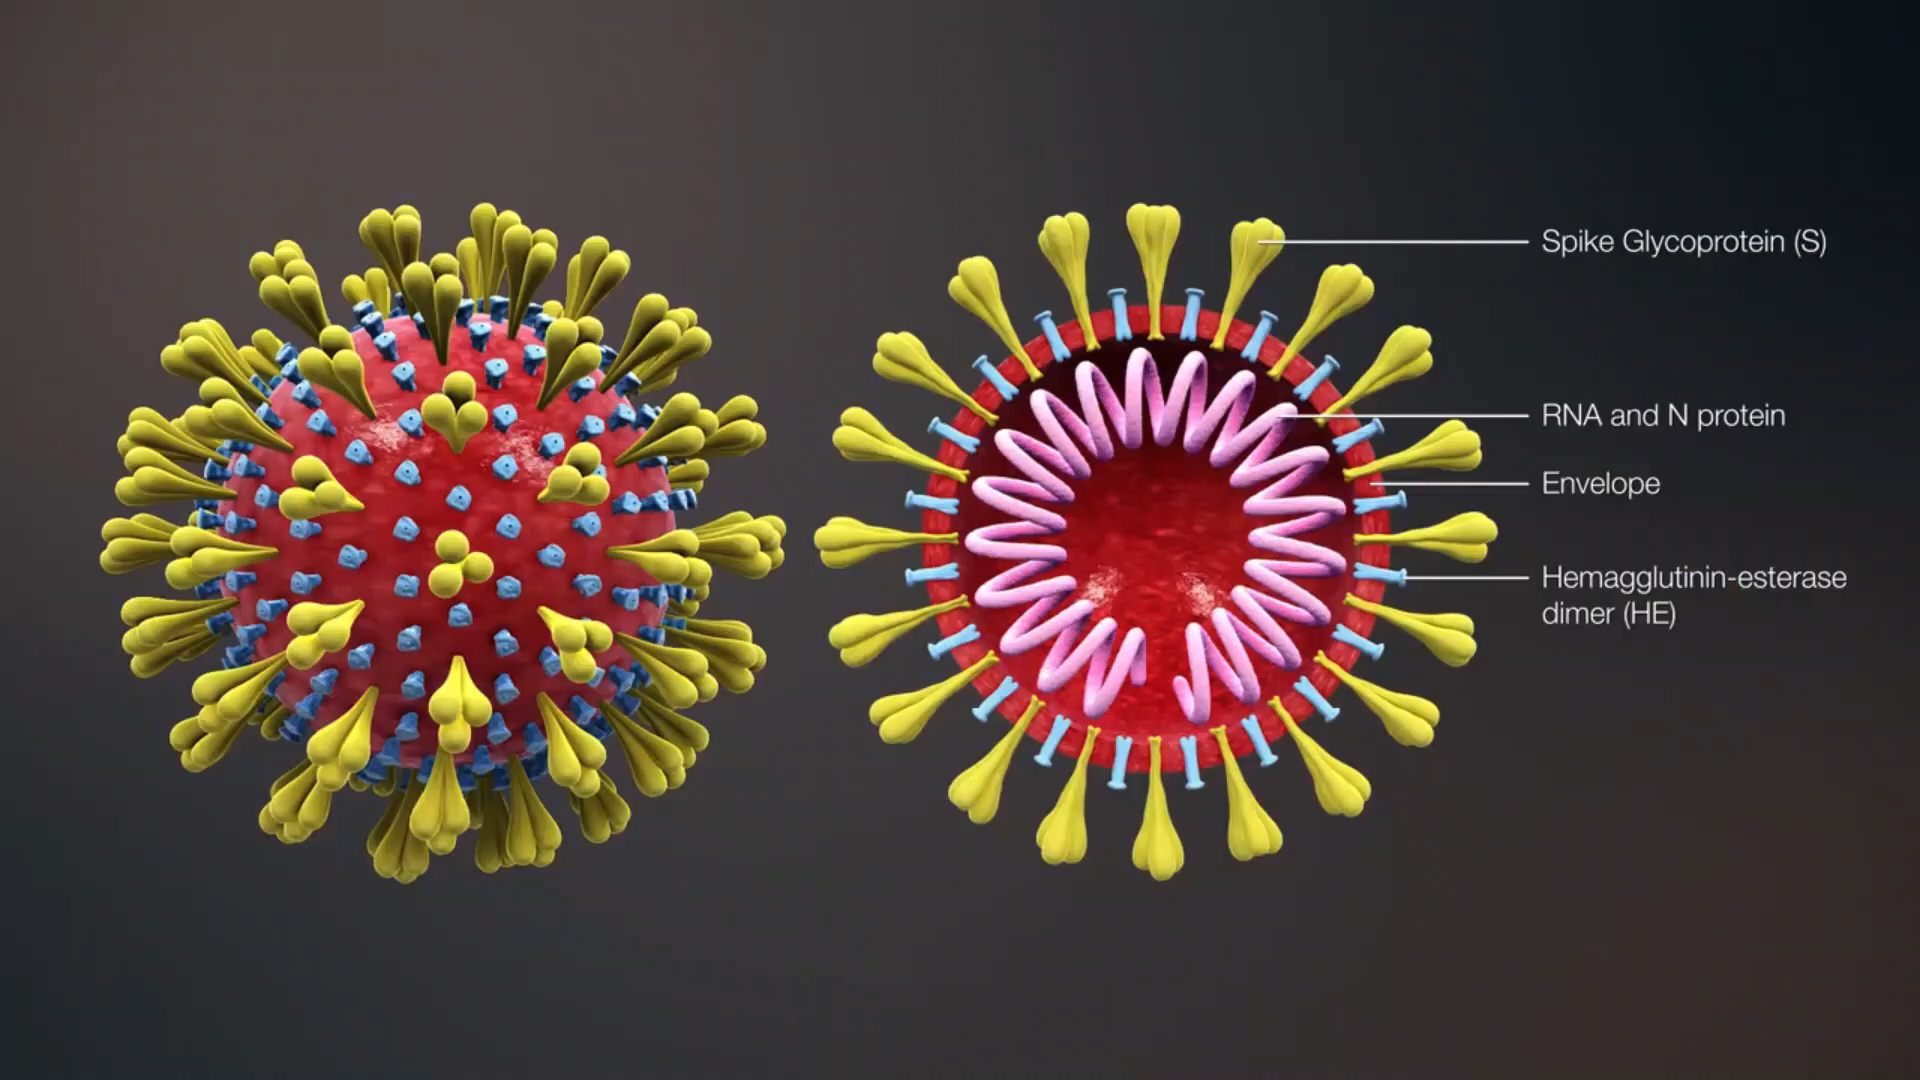 Spike Glycoprotein (S)
RNA and N protein
Envelope
Hemagglutinin-esterase
dimer (HE)